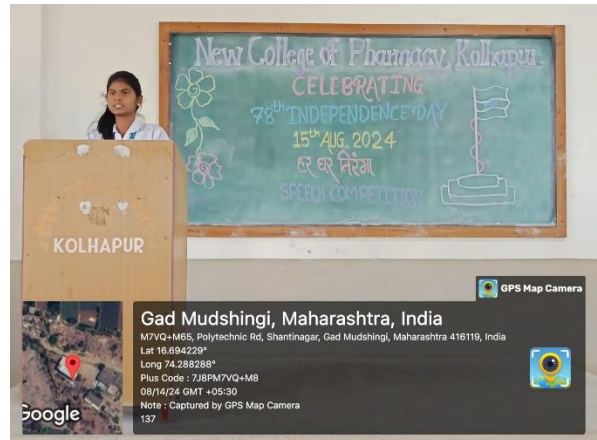 New College of Pharmacy, Kolhapur.
CELEBRATING
78th INDEPENDENCE DAY
15th AUG. 2024
हर घर तिरंगा
SPEECH COMPETITION
KOLHAPUR
GPS Map Camera
Gad Mudshingi, Maharashtra, India
M7VQ+M65, Polytechnic Rd, Shantinagar, Gad Mudshingi, Maharashtra 416119, India
Lat 16.694229°
Long 74.288288°
Plus Code : 7J8PM7VQ+M8
08/14/24 GMT +05:30
Note : Captured by GPS Map Camera
137
Google